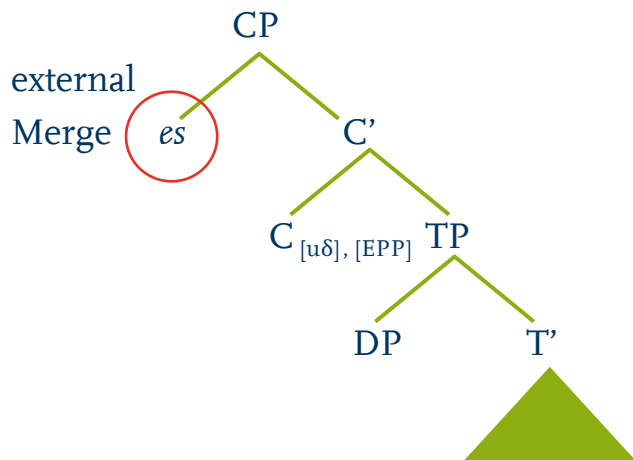 CP
external
Merge es C’
C [uδ], [EPP] TP
DP T’